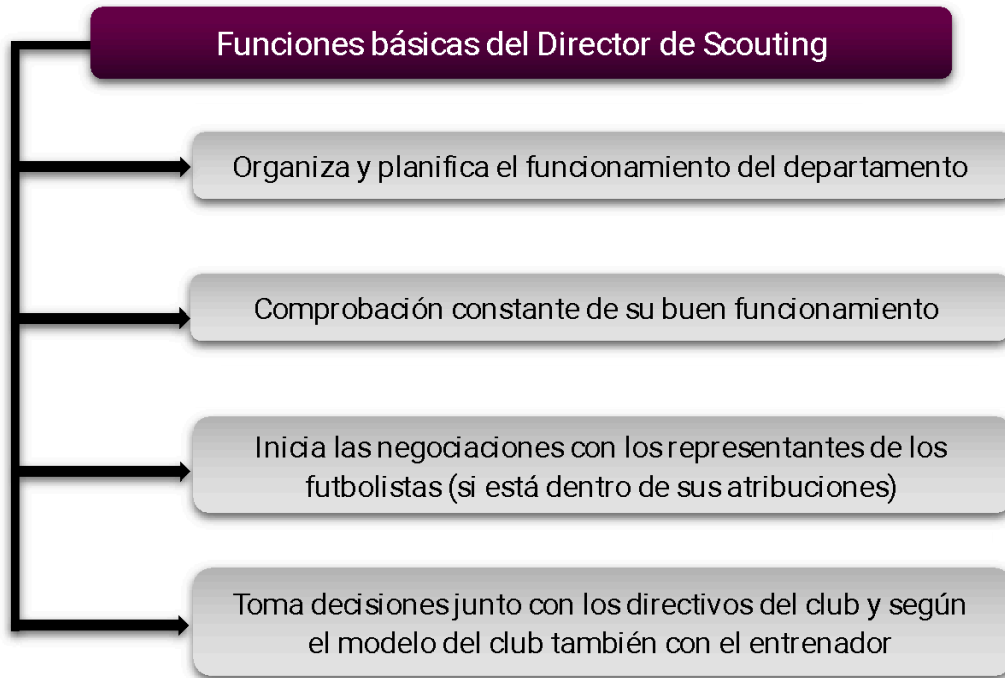 Funciones básicas del Director de Scouting
Organiza y planifica el funcionamiento del departamento
Comprobación constante de su buen funcionamiento
Inicia las negociaciones con los representantes de los
futbolistas (si está dentro de sus atribuciones)
Toma decisiones junto con los directivos del club y según
el modelo del club también con el entrenador